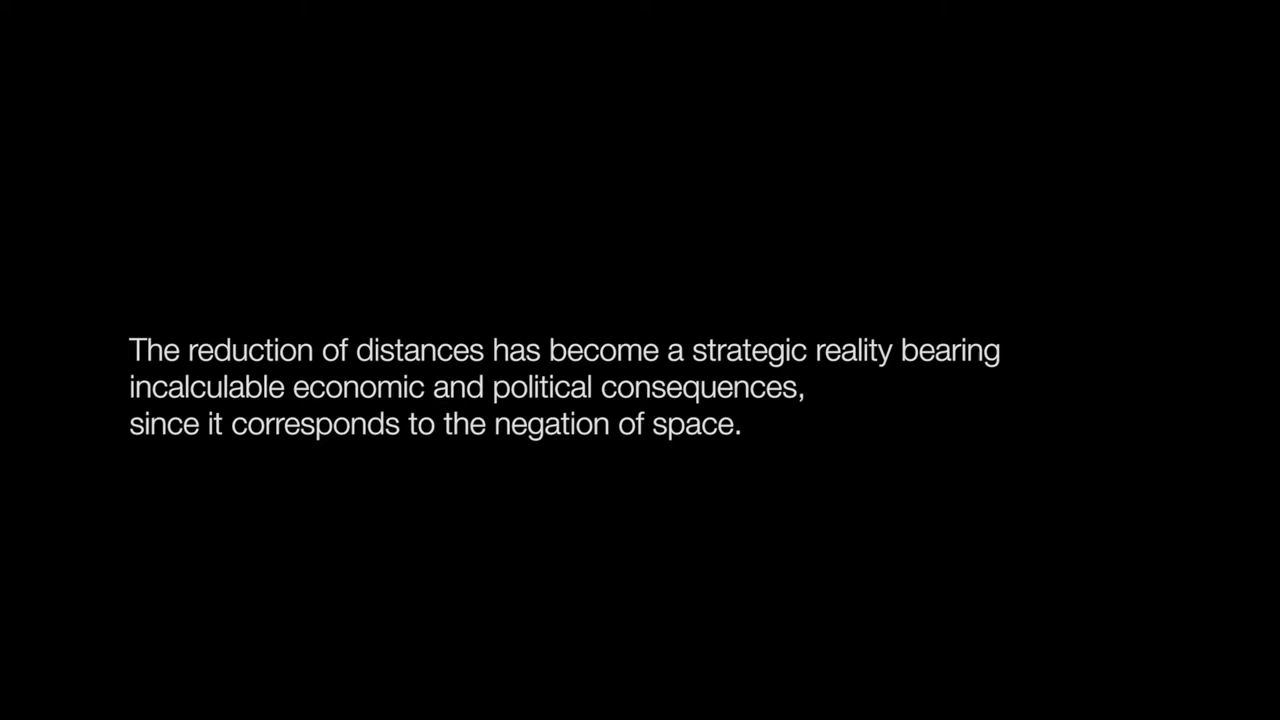 The reduction of distances has become a strategic reality bearing
incalculable economic and political consequences,
since it corresponds to the negation of space.